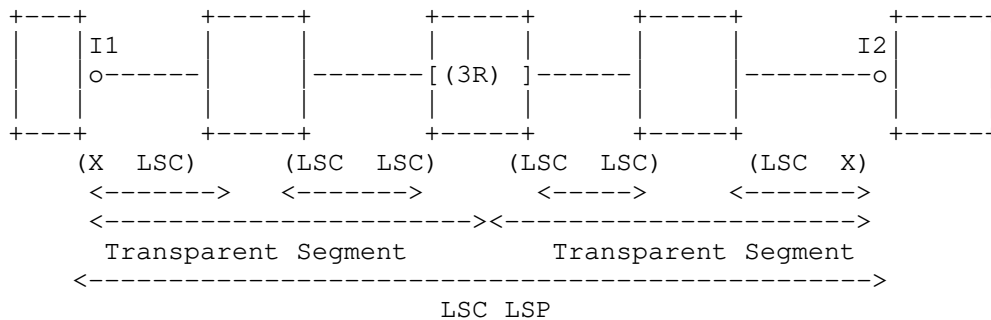 I1 I2
(3R)
(X LSC) (LSC LSC) (LSC LSC) (LSC X)
Transparent Segment Transparent Segment
LSC LSP